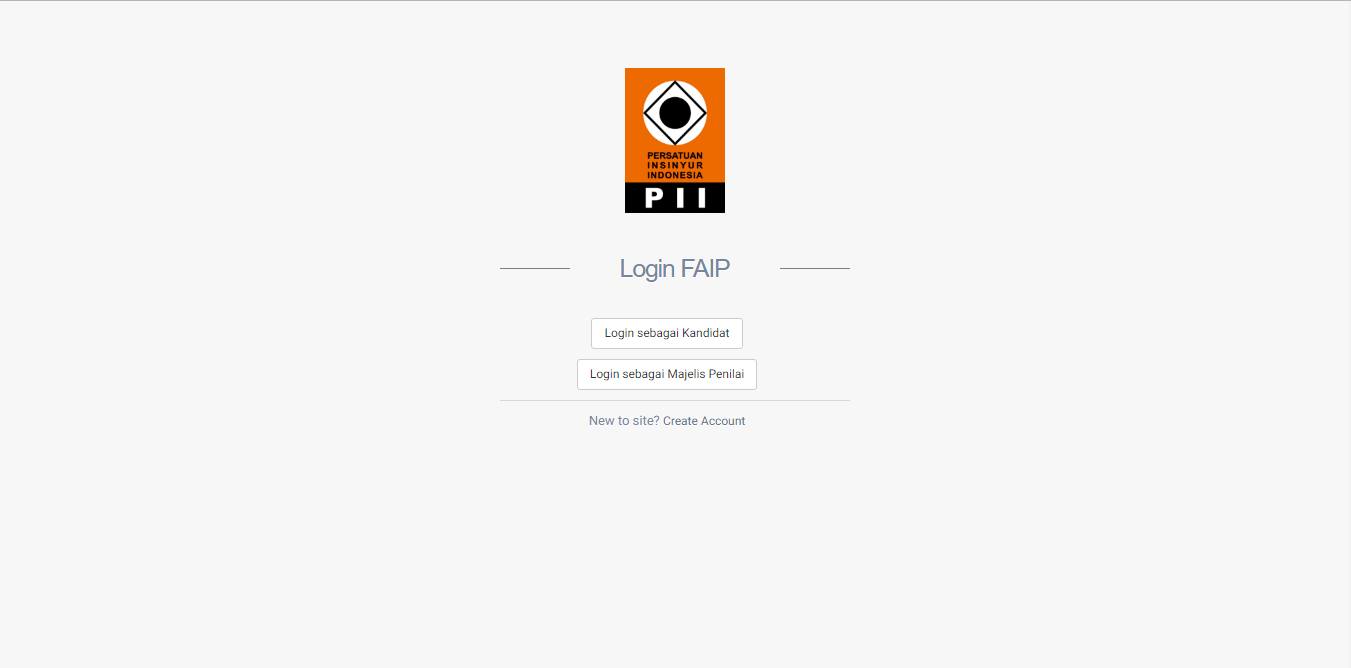 PERSATUAN
INSINYUR
INDONESIA
PII
Login FAIP
Login sebagai Kandidat
Login sebagai Majelis Penilai
New to site? Create Account